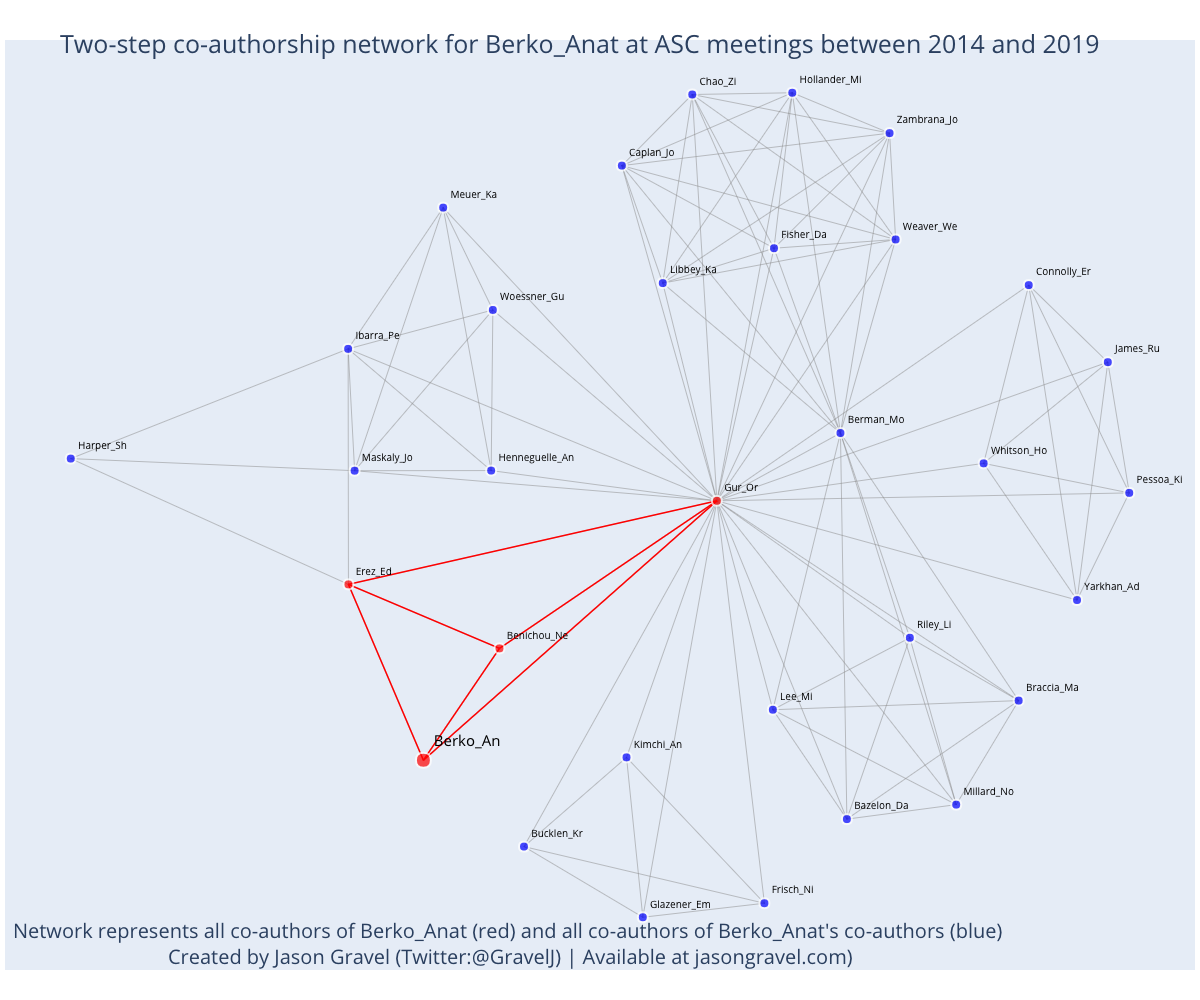 Two-step co-authorship network for Berko_Anat at ASC meetings between 2014 and 2019
Chao_Zi
Hollander_Mi
Zambrana_Jo
Caplan_Jo
Meuer_Ka
Weaver_We
Fisher_Da
Libbey_Ka
Connolly_Er
Woessner_Gu
Ibarra_Pe
James_Ru
Berman_Mo
Harper_Sh
Maskaly_Jo
Henneguelle_An
Whitson_Ho
Pessoa_Ki
Gur_Or
Erez_Ed
Yarkhan_Ad
Riley_Li
Benichou_Ne
Braccia_Ma
Lee_Mi
Berko_An
Kimchi_An
Millard_No
Bazelon_Da
Bucklen_Kr
Frisch_Ni
Glazener_Em
Network represents all co-authors of Berko_Anat (red) and all co-authors of Berko_Anat's co-authors (blue)
Created by Jason Gravel (Twitter:@GravelJ) | Available at jasongravel.com)